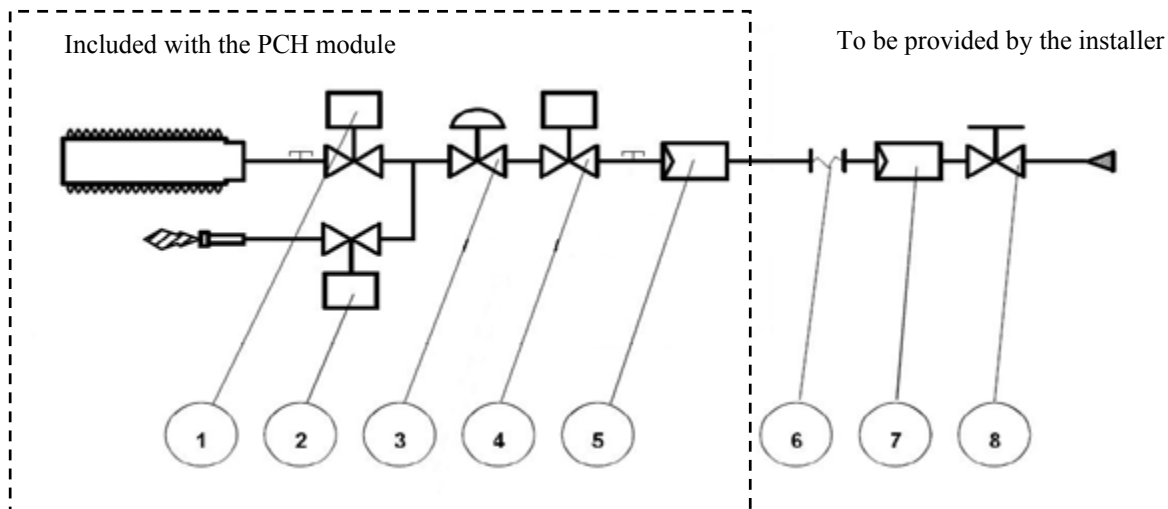 Included with the PCH module
To be provided by the installer
1 2 3 4 5 6 7 8